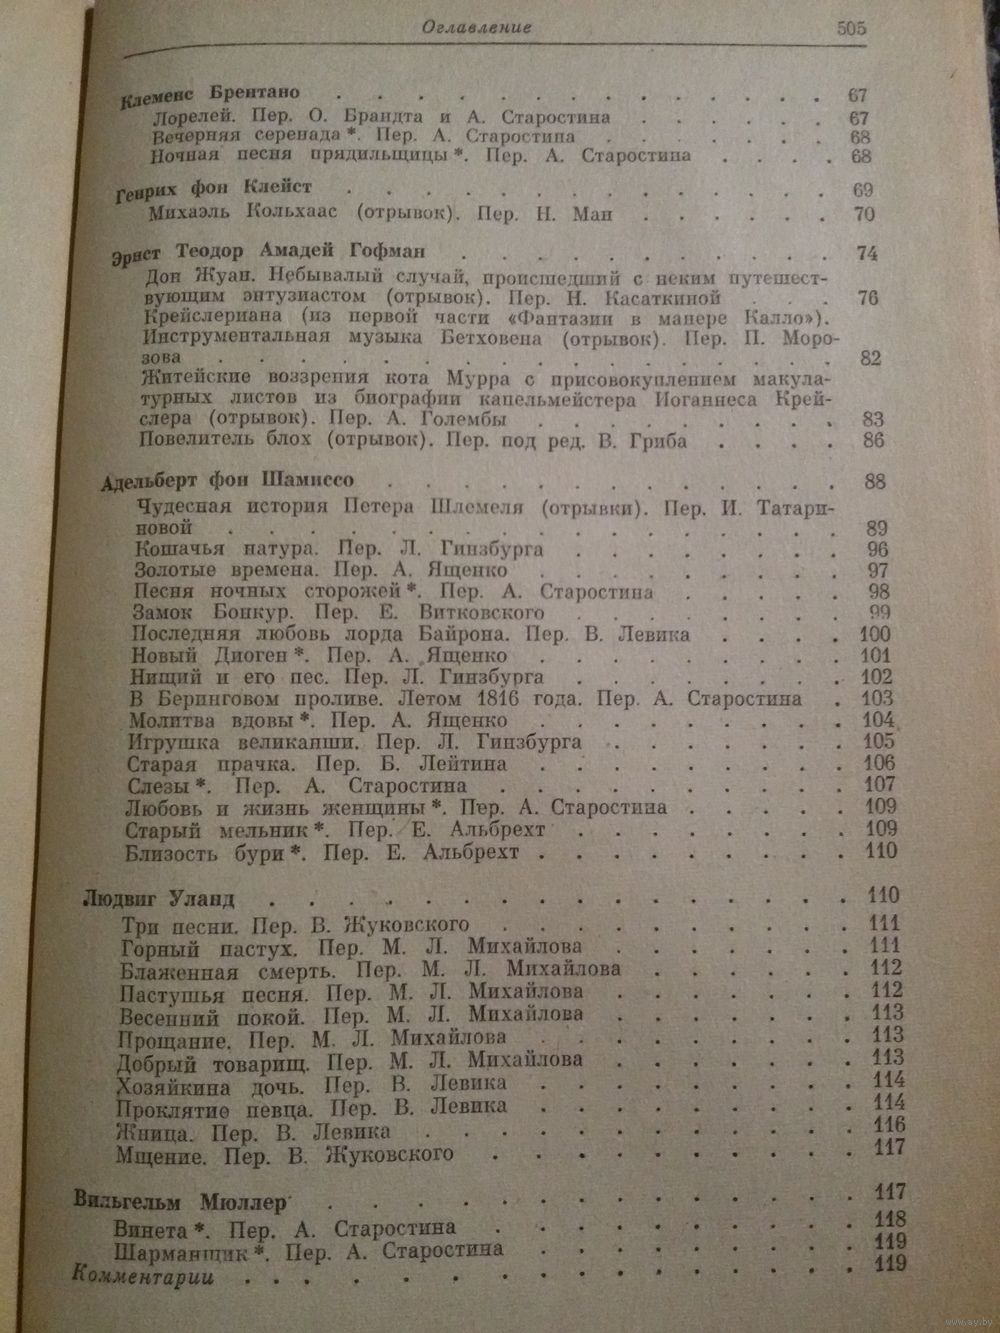 Оглавление 505
Клеменс Брентано . . . . . . . . . . . . . 67
Лорелей. Пер. О. Брандта и А. Старостина . . . . . . 67
Вечерняя серенада*. Пер. А. Старостина . . . . . . 68
Ночная песня прядильщицы*. Пер. А. Старостина . . . . 68
Генрих фон Клейст . . . . . . . . . . . . . 69
Михаэль Кольхаас (отрывок). Пер. Н. Ман . . . . . . 70
Эрнст Теодор Амадей Гофман . . . . . . . . . . 74
Дон Жуан. Небывалый случай, происшедший с неким путешест-
вующим энтузиастом (отрывок). Пер. Н. Касаткиной . . . 76
Крейслериана (из первой части «Фантазии в манере Калло»).
Инструментальная музыка Бетховена (отрывок). Пер. П. Моро-
зова . . . . . . . . . . . . . . . . . 82
Житейские воззрения кота Мурра с присовокуплением макула-
турных листов из биографии капельмейстера Иоганнеса Крей-
слера (отрывок). Пер. А. Голембы . . . . . . . . . 83
Повелитель блох (отрывок). Пер. под ред. В. Гриба . . . . 86
Адельберт фон Шамиссо . . . . . . . . . . . . 88
Чудесная история Петера Шлемеля (отрывки). Пер. И. Татари-
новой . . . . . . . . . . . . . . . . 89
Кошачья натура. Пер. Л. Гинзбурга . . . . . . . . 96
Золотые времена. Пер. А. Ященко . . . . . . . . . 97
Песня ночных сторожей*. Пер. А. Старостина . . . . . 98
Замок Бонкур. Пер. Е. Витковского . . . . . . . . 99
Последняя любовь лорда Байрона. Пер. В. Левика . . . . 100
Новый Диоген*. Пер. А. Ященко . . . . . . . . . 101
Нищий и его пес. Пер. Л. Гинзбурга . . . . . . . . 102
В Беринговом проливе. Летом 1816 года. Пер. А. Старостина . 103
Молитва вдовы*. Пер. А. Ященко . . . . . . . . . 104
Игрушка великанши. Пер. Л. Гинзбурга . . . . . . . 105
Старая прачка. Пер. Б. Лейтина . . . . . . . . . 106
Слезы*. Пер. А. Старостина . . . . . . . . . . 107
Любовь и жизнь женщины*. Пер. А. Старостина . . . . . 109
Старый мельник*. Пер. Е. Альбрехт . . . . . . . . 109
Близость бури*. Пер. Е. Альбрехт . . . . . . . . . 110
Людвиг Уланд . . . . . . . . . . . . . . . 110
Три песни. Пер. В. Жуковского . . . . . . . . . . 111
Горный пастух. Пер. М. Л. Михайлова . . . . . . . 111
Блаженная смерть. Пер. М. Л. Михайлова . . . . . . 112
Пастушья песня. Пер. М. Л. Михайлова . . . . . . . 112
Весенний покой. Пер. М. Л. Михайлова . . . . . . . 113
Прощание. Пер. М. Л. Михайлова . . . . . . . . . 113
Добрый товарищ. Пер. М. Л. Михайлова . . . . . . . 113
Хозяйкина дочь. Пер. В. Левика . . . . . . . . . 114
Проклятие певца. Пер. В. Левика . . . . . . . . . 114
Жница. Пер. В. Левика . . . . . . . . . . . . 116
Мщение. Пер. В. Жуковского . . . . . . . . . . 117
Вильгельм Мюллер . . . . . . . . . . . . . . 117
Винета*. Пер. А. Старостина . . . . . . . . . . 118
Шарманщик*. Пер. А. Старостина . . . . . . . . . 119
Комментарии . . . . . . . . . . . . . . . . 119
www.ay.by